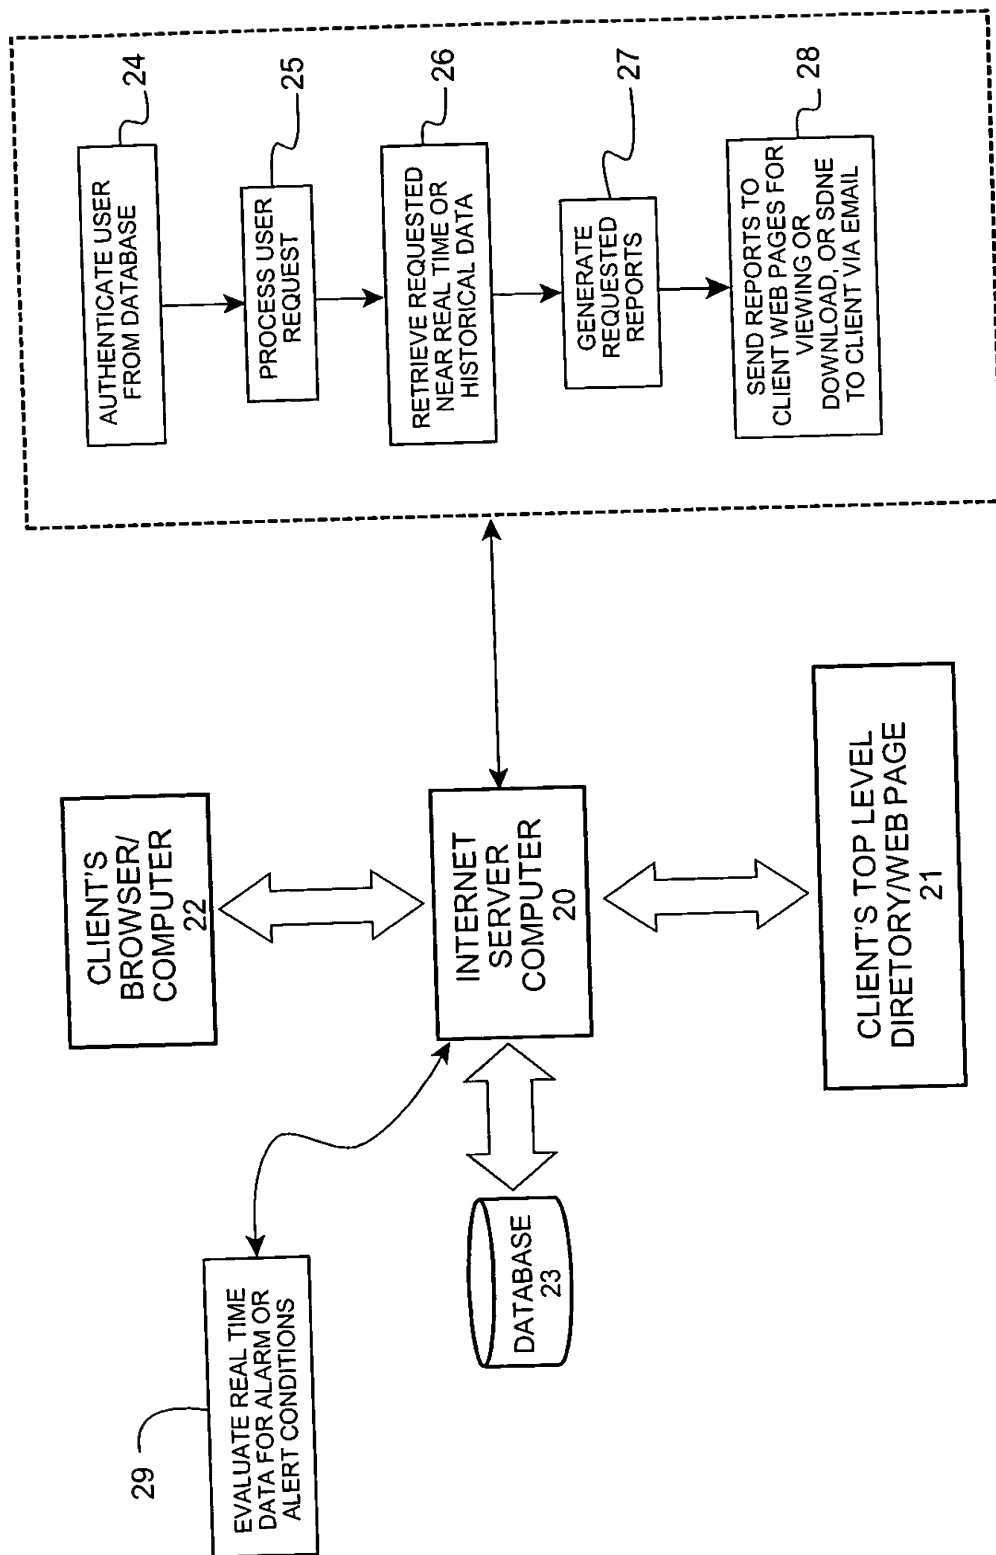 EVALUATE REAL TIME
DATA FOR ALARM OR
ALERT CONDITIONS
29
DATABASE
23
CLIENT'S
BROWSER/
COMPUTER
22
INTERNET
SERVER
COMPUTER
20
CLIENT'S TOP LEVEL
DIRETORY/WEB PAGE
21
AUTHENTICATE USER
FROM DATABASE
24
PROCESS USER
REQUEST
25
RETRIEVE REQUESTED
NEAR REAL TIME OR
HISTORICAL DATA
26
GENERATE
REQUESTED
REPORTS
27
SEND REPORTS TO
CLIENT WEB PAGES FOR
VIEWING OR
DOWNLOAD, OR SDNE
TO CLIENT VIA EMAIL
28